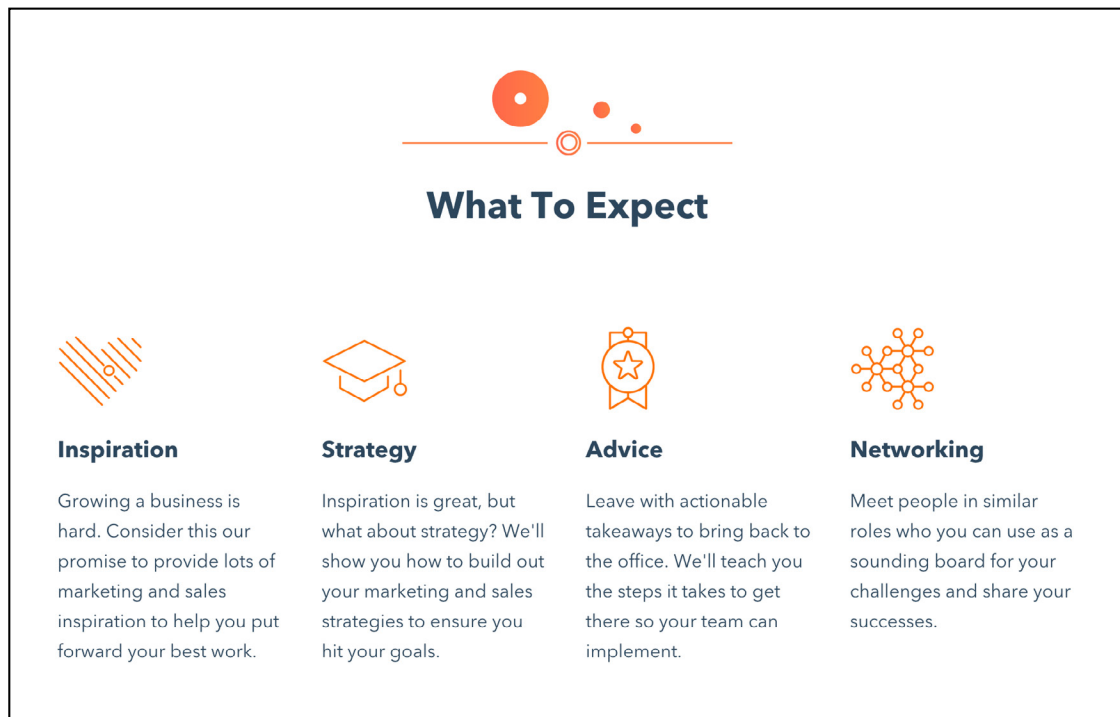 What To Expect
Inspiration
Growing a business is
hard. Consider this our
promise to provide lots of
marketing and sales
inspiration to help you put
forward your best work.
Strategy
Inspiration is great, but
what about strategy? We'll
show you how to build out
your marketing and sales
strategies to ensure you
hit your goals.
Advice
Leave with actionable
takeaways to bring back to
the office. We'll teach you
the steps it takes to get
there so your team can
implement.
Networking
Meet people in similar
roles who you can use as a
sounding board for your
challenges and share your
successes.